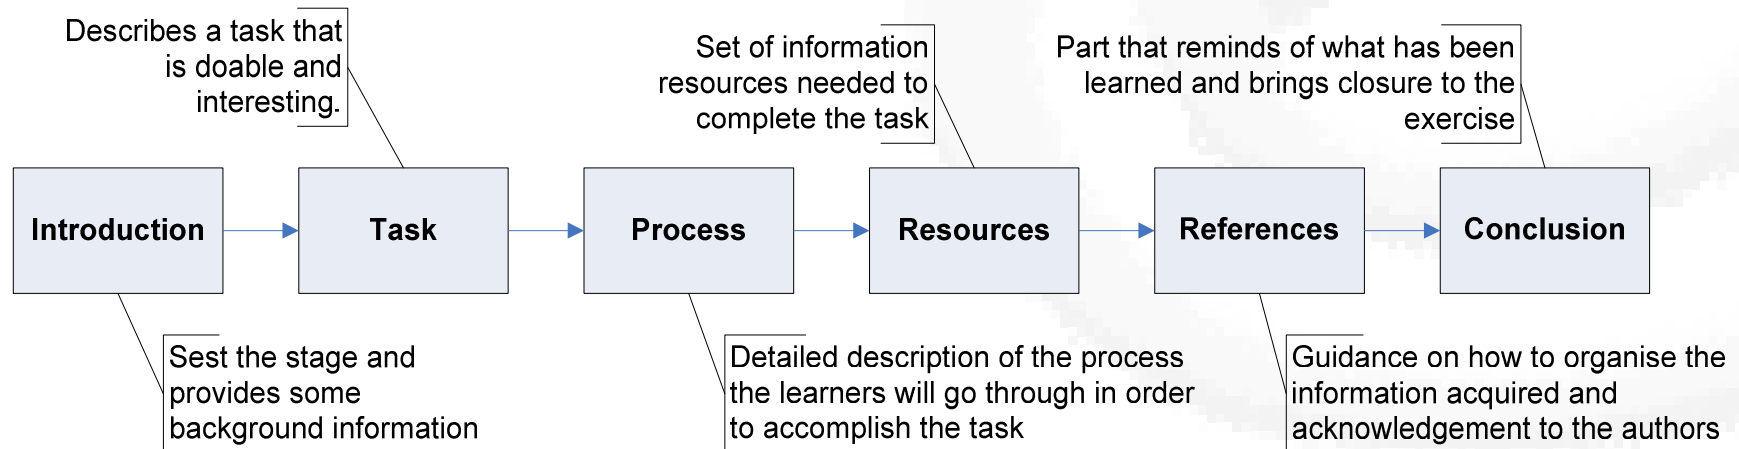 Describes a task that
is doable and
interesting.
Set of information
resources needed to
complete the task
Part that reminds of what has been
learned and brings closure to the
exercise
Introduction
Task
Process
Resources
References
Conclusion
Sest the stage and
provides some
background information
Detailed description of the process
the learners will go through in order
to accomplish the task
Guidance on how to organise the
information acquired and
acknowledgement to the authors